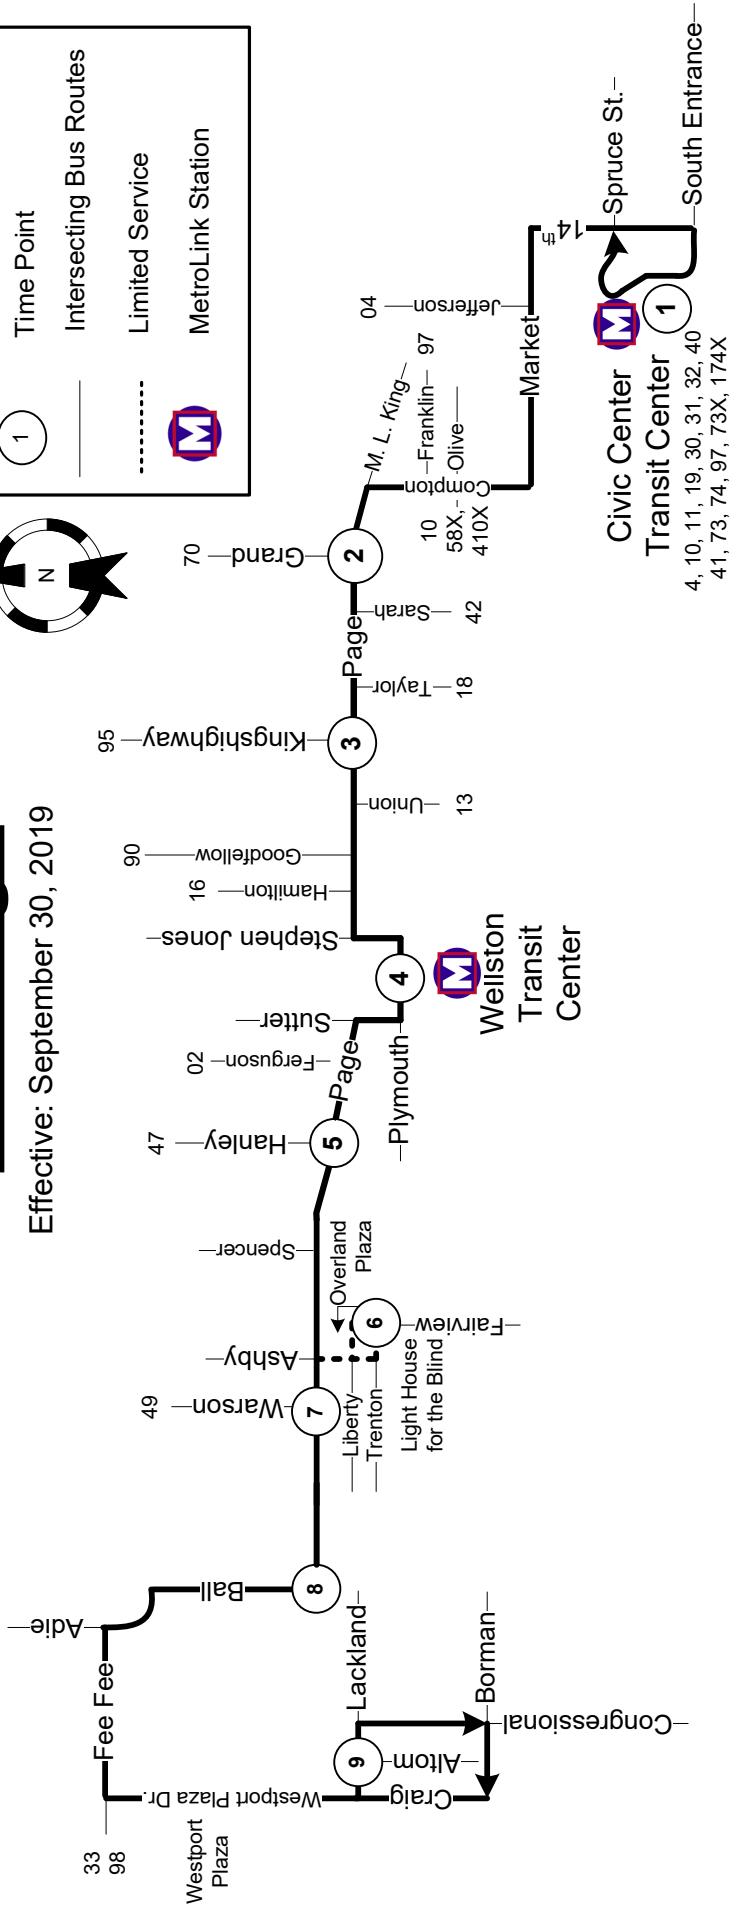 1
Time Point
Intersecting Bus Routes
Limited Service
M
MetroLink Station
N
Effective: September 30, 2019
Adie
Fee Fee
Ball
33
98
Westport
Plaza
Westport Plaza Dr.
8
Lackland
9
Altom
Craig
Borman
Congressional
49
Warson
7
Ashby
Spencer
Overland
Plaza
6
Fairview
Liberty
Trenton
Light House
for the Blind
47
Hanley
5
02
Ferguson
Page
Sutter
Plymouth
4
M
Wellston
Transit
Center
Stephen Jones
16
Hamilton
90
Goodfellow
Union
13
95
Kingshighway
3
Taylor
18
Page
Sarah
42
70
Grand
2
M. L. King
Franklin
97
10
58X,
410X
Olive
Compton
04
Jefferson
Market
14th
Spruce St.
South Entrance
M
1
Civic Center
Transit Center
4, 10, 11, 19, 30, 31, 32, 40
41, 73, 74, 97, 73X, 174X